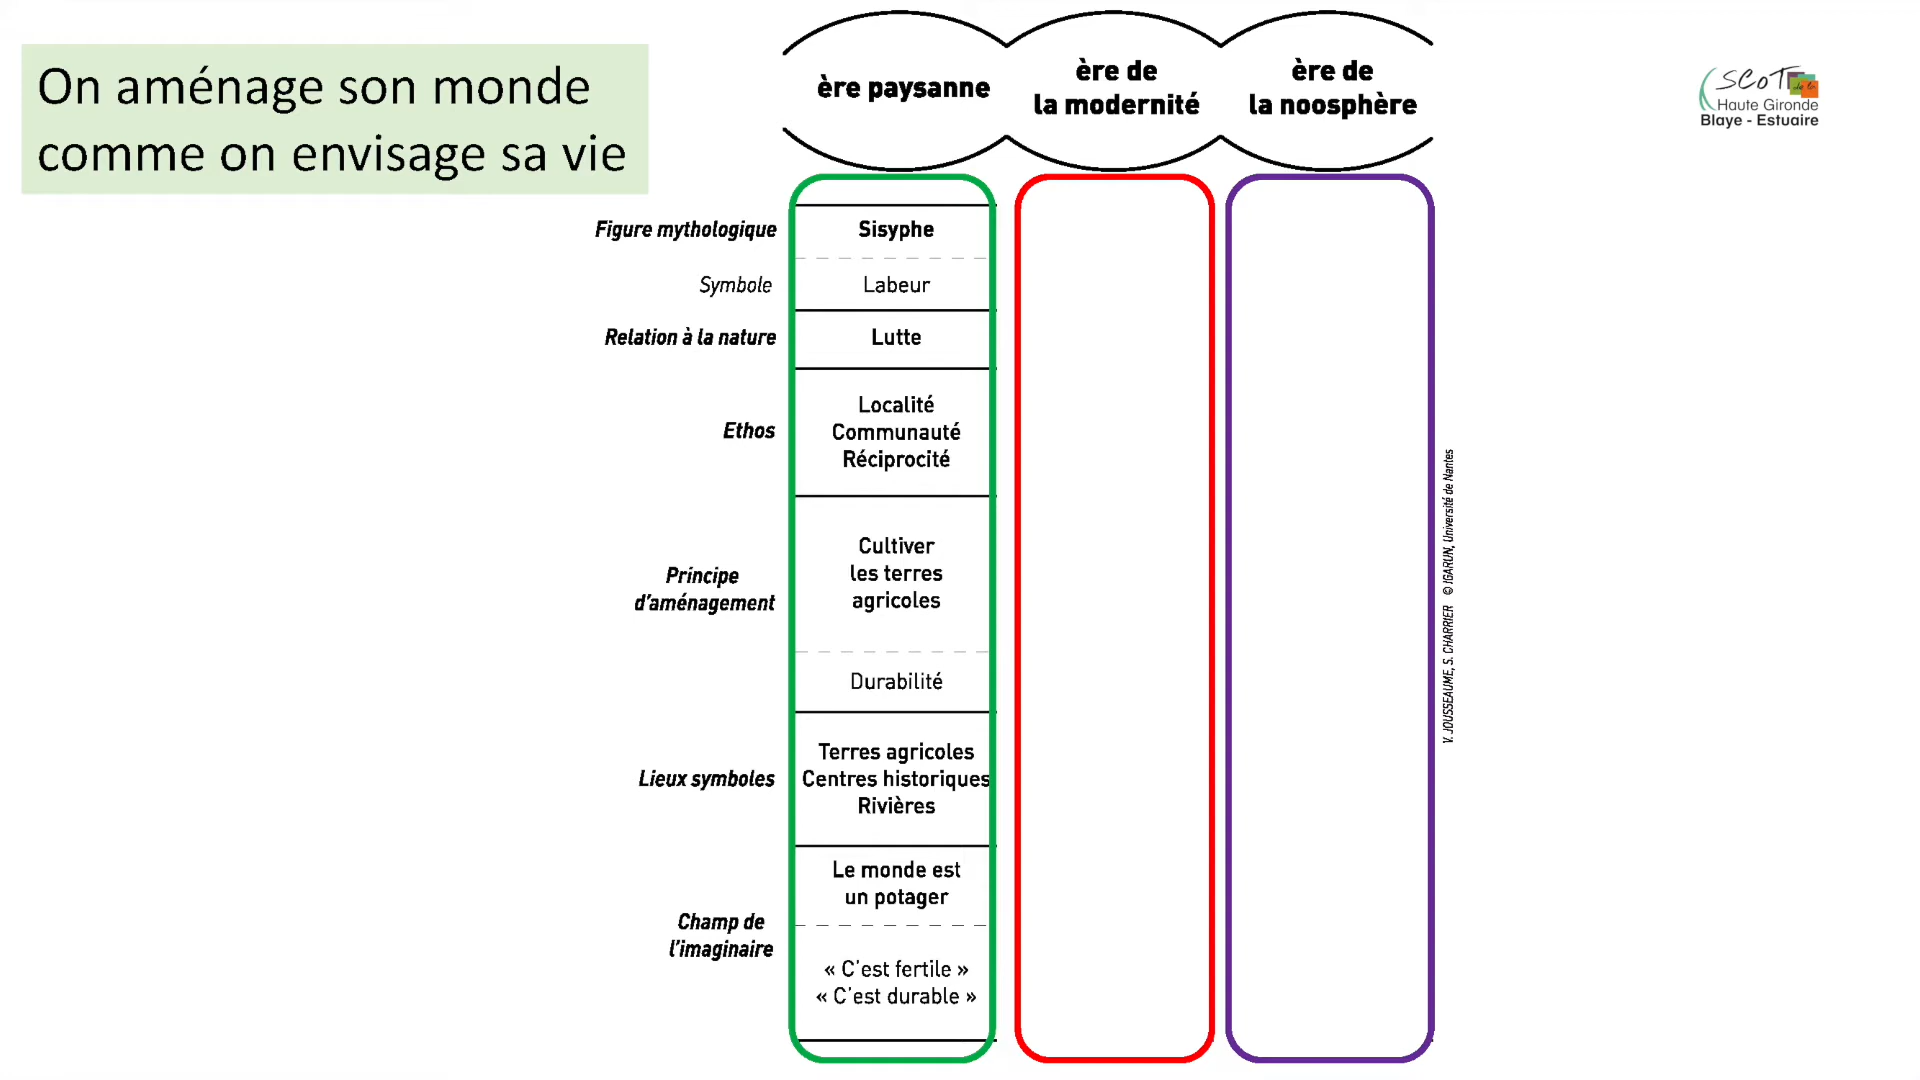 On aménage son monde
comme on envisage sa vie
ère paysanne
ère de
la modernité
ère de
la noosphère
SCoT
de la
Haute Gironde
Blaye - Estuaire
Figure mythologique
Sisyphe
Symbole
Labeur
Relation à la nature
Lutte
Ethos
Localité
Communauté
Réciprocité
Principe
d'aménagement
Cultiver
les terres
agricoles
Durabilité
Lieux symboles
Terres agricoles
Centres historiques
Rivières
Champ de
l'imaginaire
Le monde est
un potager
« C'est fertile »
« C'est durable »
V. JOUSSEAUME, S. CHARRIER © IGARUN, Université de Nantes